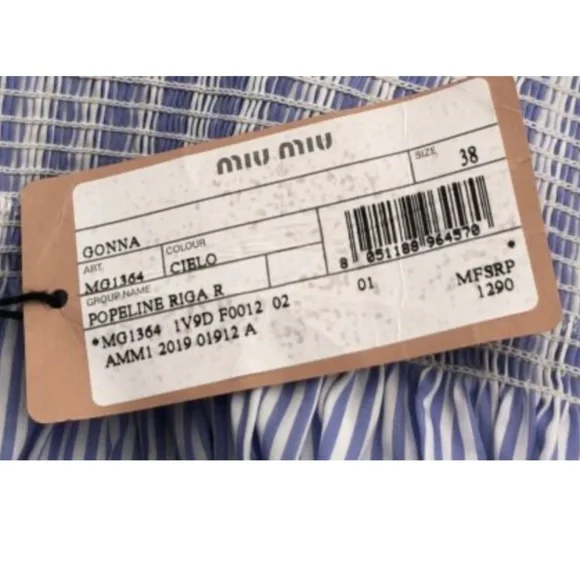 miu miu
SIZE 38
GONNA
ART. MG1364 COLOUR CIELO
GROUP NAME
POPELINE RIGA R
8 051188 964570
*MG1364 1V9D F0012 02 01 *
AMM1 2019 01912 A
MFSRP
1290